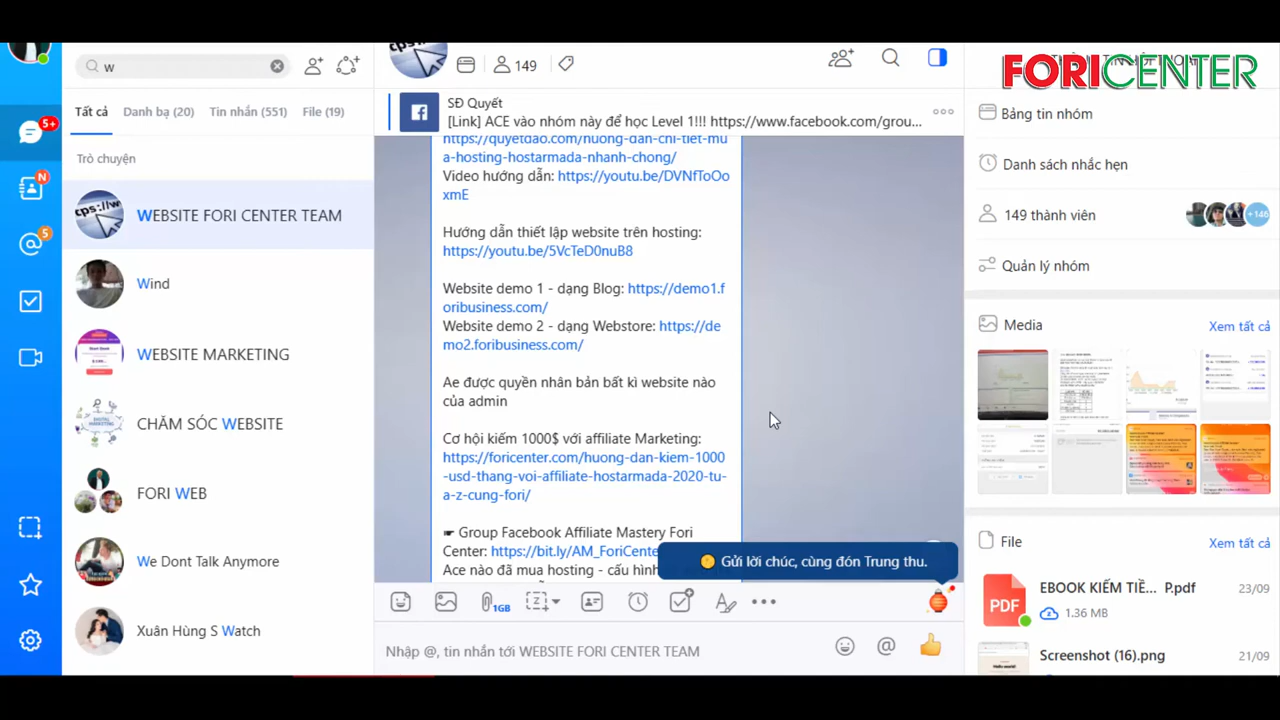 FORICENTER
w
149
Tất cả
Danh bạ (20)
Tin nhắn (551)
File (19)
Trò chuyện
WEBSITE FORI CENTER TEAM
Wind
WEBSITE MARKETING
CHĂM SÓC WEBSITE
FORI WEB
We Dont Talk Anymore
Xuân Hùng S Watch
5+
N
5
SĐ Quyết
[Link] ACE vào nhóm này để học Level 1!!! https://www.facebook.com/grou...
https://quyetdao.com/huong-dan-chi-tiet-mu
a-hosting-hostarmada-nhanh-chong/
Video hướng dẫn: https://youtu.be/DVNfToOo
xmE
Hướng dẫn thiết lập website trên hosting:
https://youtu.be/5VcTeD0nuB8
Website demo 1 - dạng Blog: https://demo1.f
oribusiness.com/
Website demo 2 - dạng Webstore: https://de
mo2.foribusiness.com/
Ae được quyền nhân bản bất kì website nào
của admin
Cơ hội kiếm 1000$ với affiliate Marketing:
https://foricenter.com/huong-dan-kiem-1000
-usd-thang-voi-affiliate-hostarmada-2020-tu-
a-z-cung-fori/
☛ Group Facebook Affiliate Mastery Fori
Center: https://bit.ly/AM_ForiCente
Ace nào đã mua hosting - cấu hình
Gửi lời chúc, cùng đón Trung thu.
1GB
Nhập @, tin nhắn tới WEBSITE FORI CENTER TEAM
Bảng tin nhóm
Danh sách nhắc hẹn
149 thành viên
+146
Quản lý nhóm
Media
Xem tất cả
File
Xem tất cả
PDF
EBOOK KIẾM TIỀ... P.pdf
23/09
1.36 MB
Screenshot (16).png
21/09